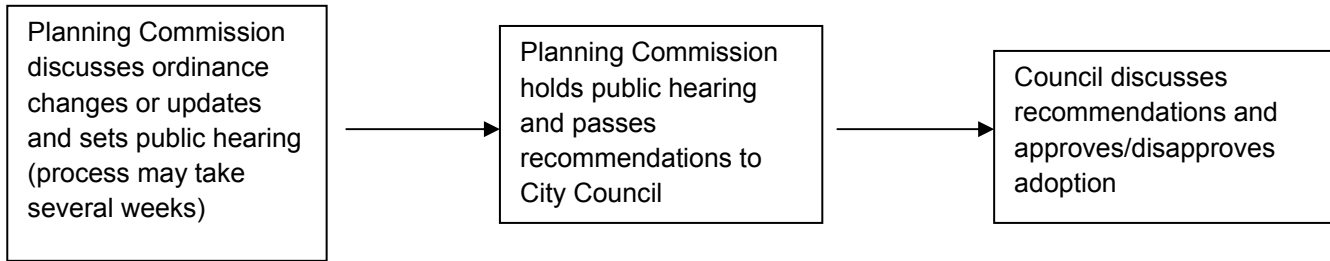 Planning Commission
discusses ordinance
changes or updates
and sets public hearing
(process may take
several weeks)
Planning Commission
holds public hearing
and passes
recommendations to
City Council
Council discusses
recommendations and
approves/disapproves
adoption